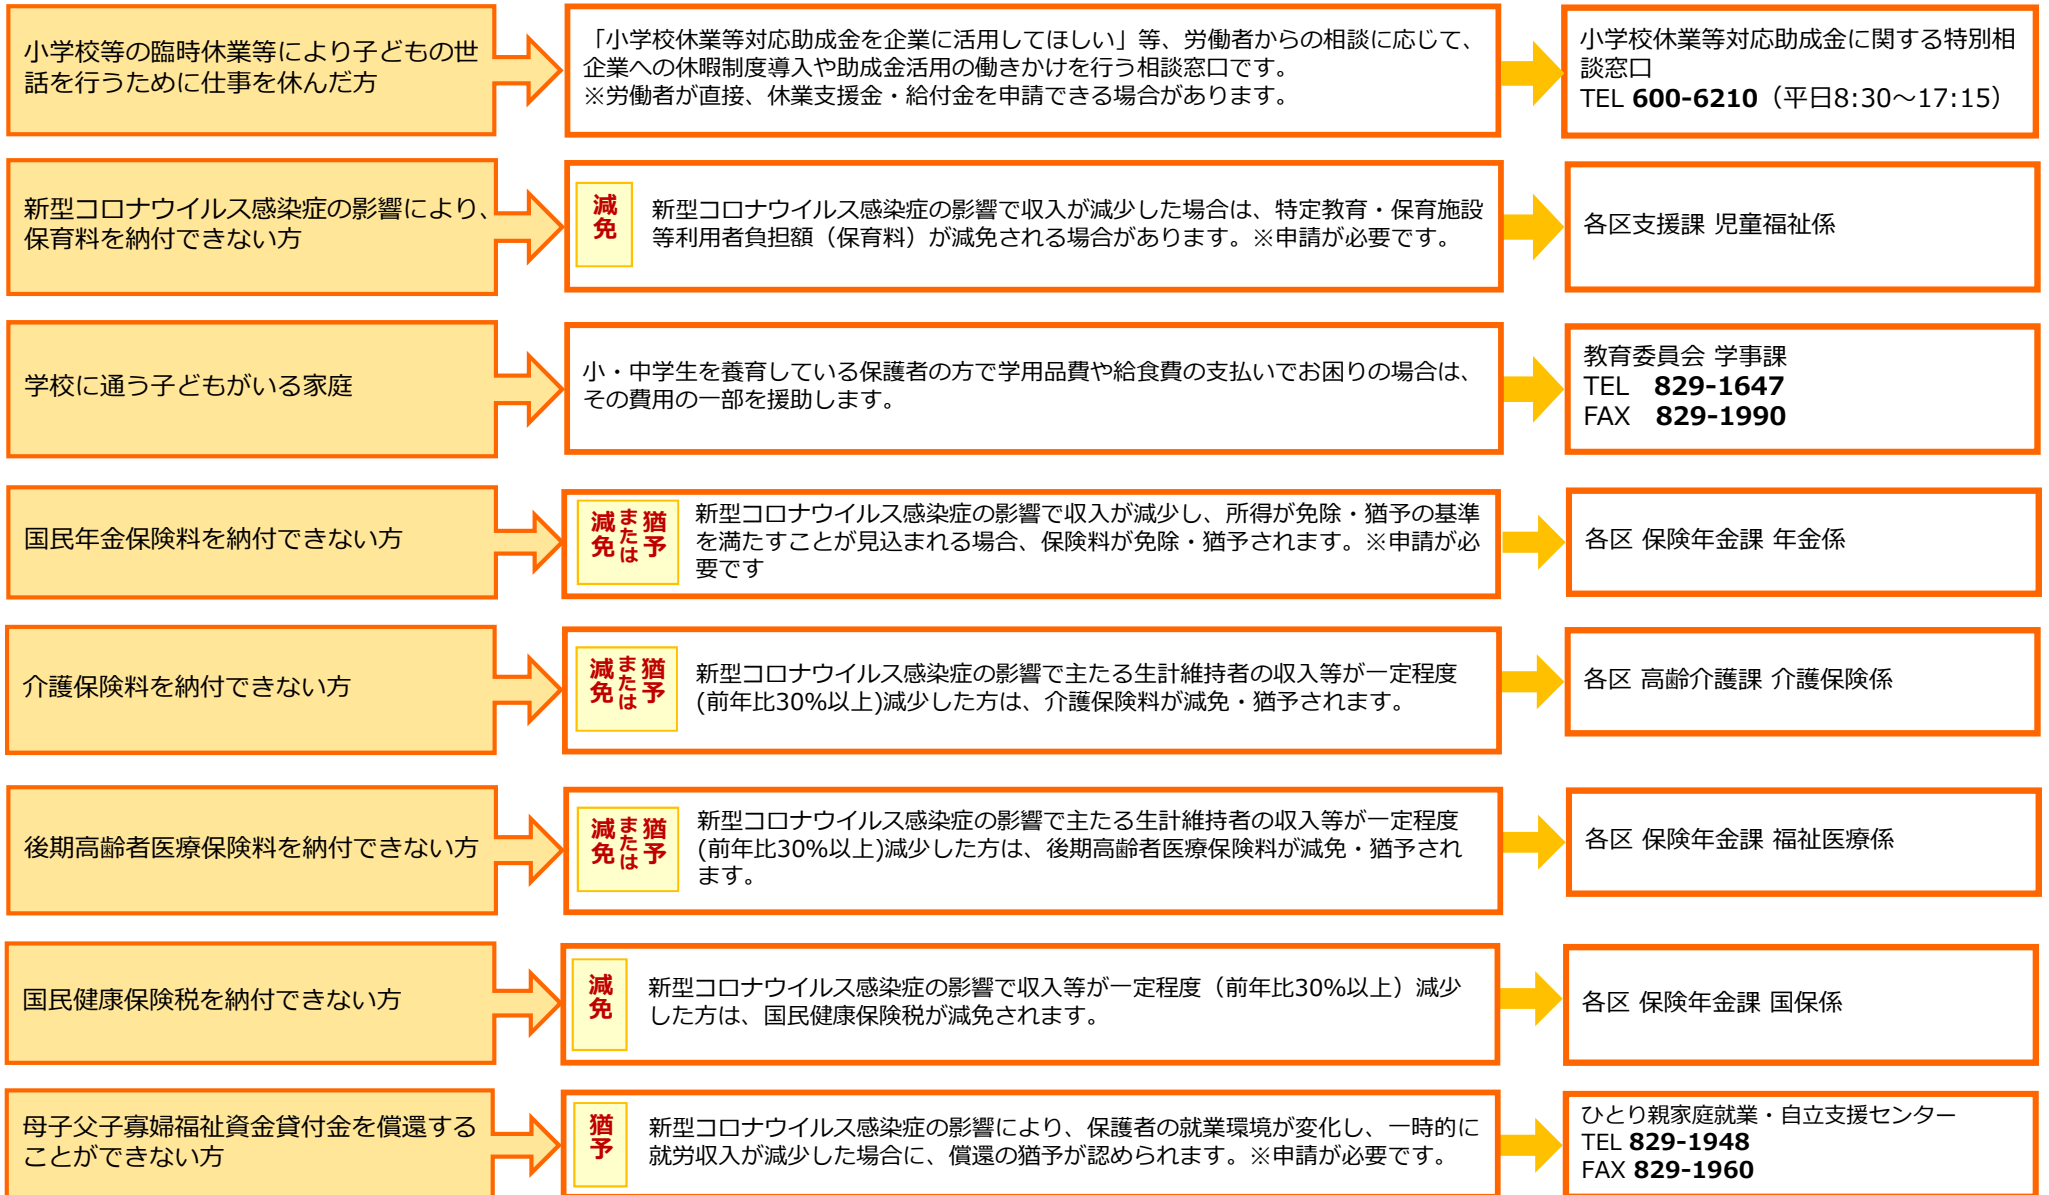 小学校等の臨時休業等により子どもの世
話を行うために仕事を休んだ方
「小学校休業等対応助成金を企業に活用してほしい」等、労働者からの相談に応じて、
企業への休暇制度導入や助成金活用の働きかけを行う相談窓口です。
※労働者が直接、休業支援金・給付金を申請できる場合があります。
小学校休業等対応助成金に関する特別相
談窓口
TEL 600-6210（平日8:30～17:15）
新型コロナウイルス感染症の影響により、
保育料を納付できない方
減免
新型コロナウイルス感染症の影響で収入が減少した場合は、特定教育・保育施設
等利用者負担額（保育料）が減免される場合があります。※申請が必要です。
各区支援課 児童福祉係
学校に通う子どもがいる家庭
小・中学生を養育している保護者の方で学用品費や給食費の支払いでお困りの場合は、
その費用の一部を援助します。
教育委員会 学事課
TEL　829-1647
FAX　829-1990
国民年金保険料を納付できない方
猶予
または
減免
新型コロナウイルス感染症の影響で収入が減少し、所得が免除・猶予の基準
を満たすことが見込まれる場合、保険料が免除・猶予されます。※申請が必
要です
各区 保険年金課 年金係
介護保険料を納付できない方
猶予
または
減免
新型コロナウイルス感染症の影響で主たる生計維持者の収入等が一定程度
(前年比30%以上)減少した方は、介護保険料が減免・猶予されます。
各区 高齢介護課 介護保険係
後期高齢者医療保険料を納付できない方
猶予
または
減免
新型コロナウイルス感染症の影響で主たる生計維持者の収入等が一定程度
(前年比30%以上)減少した方は、後期高齢者医療保険料が減免・猶予され
ます。
各区 保険年金課 福祉医療係
国民健康保険税を納付できない方
減免
新型コロナウイルス感染症の影響で収入等が一定程度（前年比30%以上）減少
した方は、国民健康保険税が減免されます。
各区 保険年金課 国保係
母子父子寡婦福祉資金貸付金を償還する
ことができない方
猶予
新型コロナウイルス感染症の影響により、保護者の就業環境が変化し、一時的に
就労収入が減少した場合に、償還の猶予が認められます。※申請が必要です。
ひとり親家庭就業・自立支援センター
TEL 829-1948
FAX 829-1960